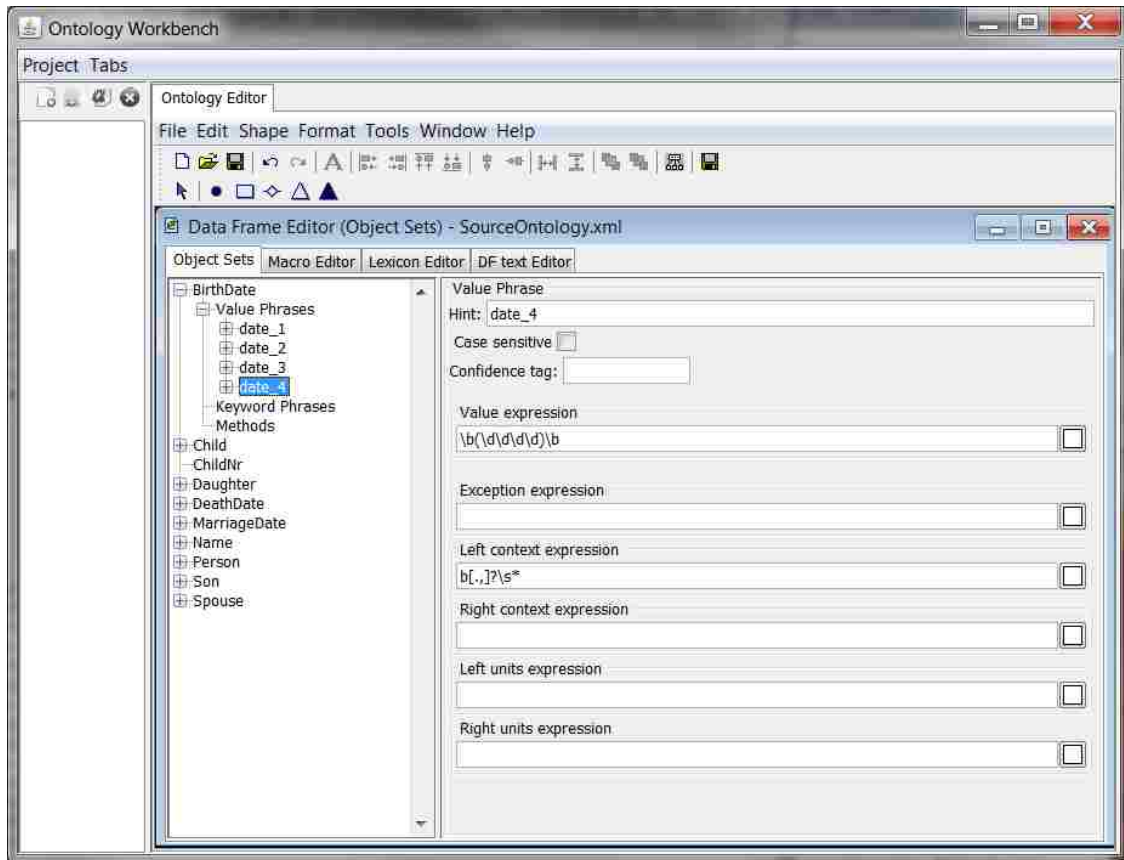 Ontology Workbench
Project Tabs
Ontology Editor
File Edit Shape Format Tools Window Help
Data Frame Editor (Object Sets) - SourceOntology.xml
Object Sets Macro Editor Lexicon Editor DF text Editor
BirthDate
Value Phrases
date_1
date_2
date_3
date_4
Keyword Phrases
Methods
Child
ChildNr
Daughter
DeathDate
MarriageDate
Name
Person
Son
Spouse
Value Phrase
Hint: date_4
Case sensitive
Confidence tag:
Value expression
\b(\d\d\d\d)\b
Exception expression
Left context expression
b[.,]?\s*
Right context expression
Left units expression
Right units expression